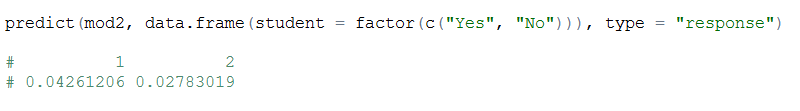 predict(mod2, data.frame(student = factor(c("Yes", "No"))), type = "response")
#          1          2
# 0.04261206 0.02783019